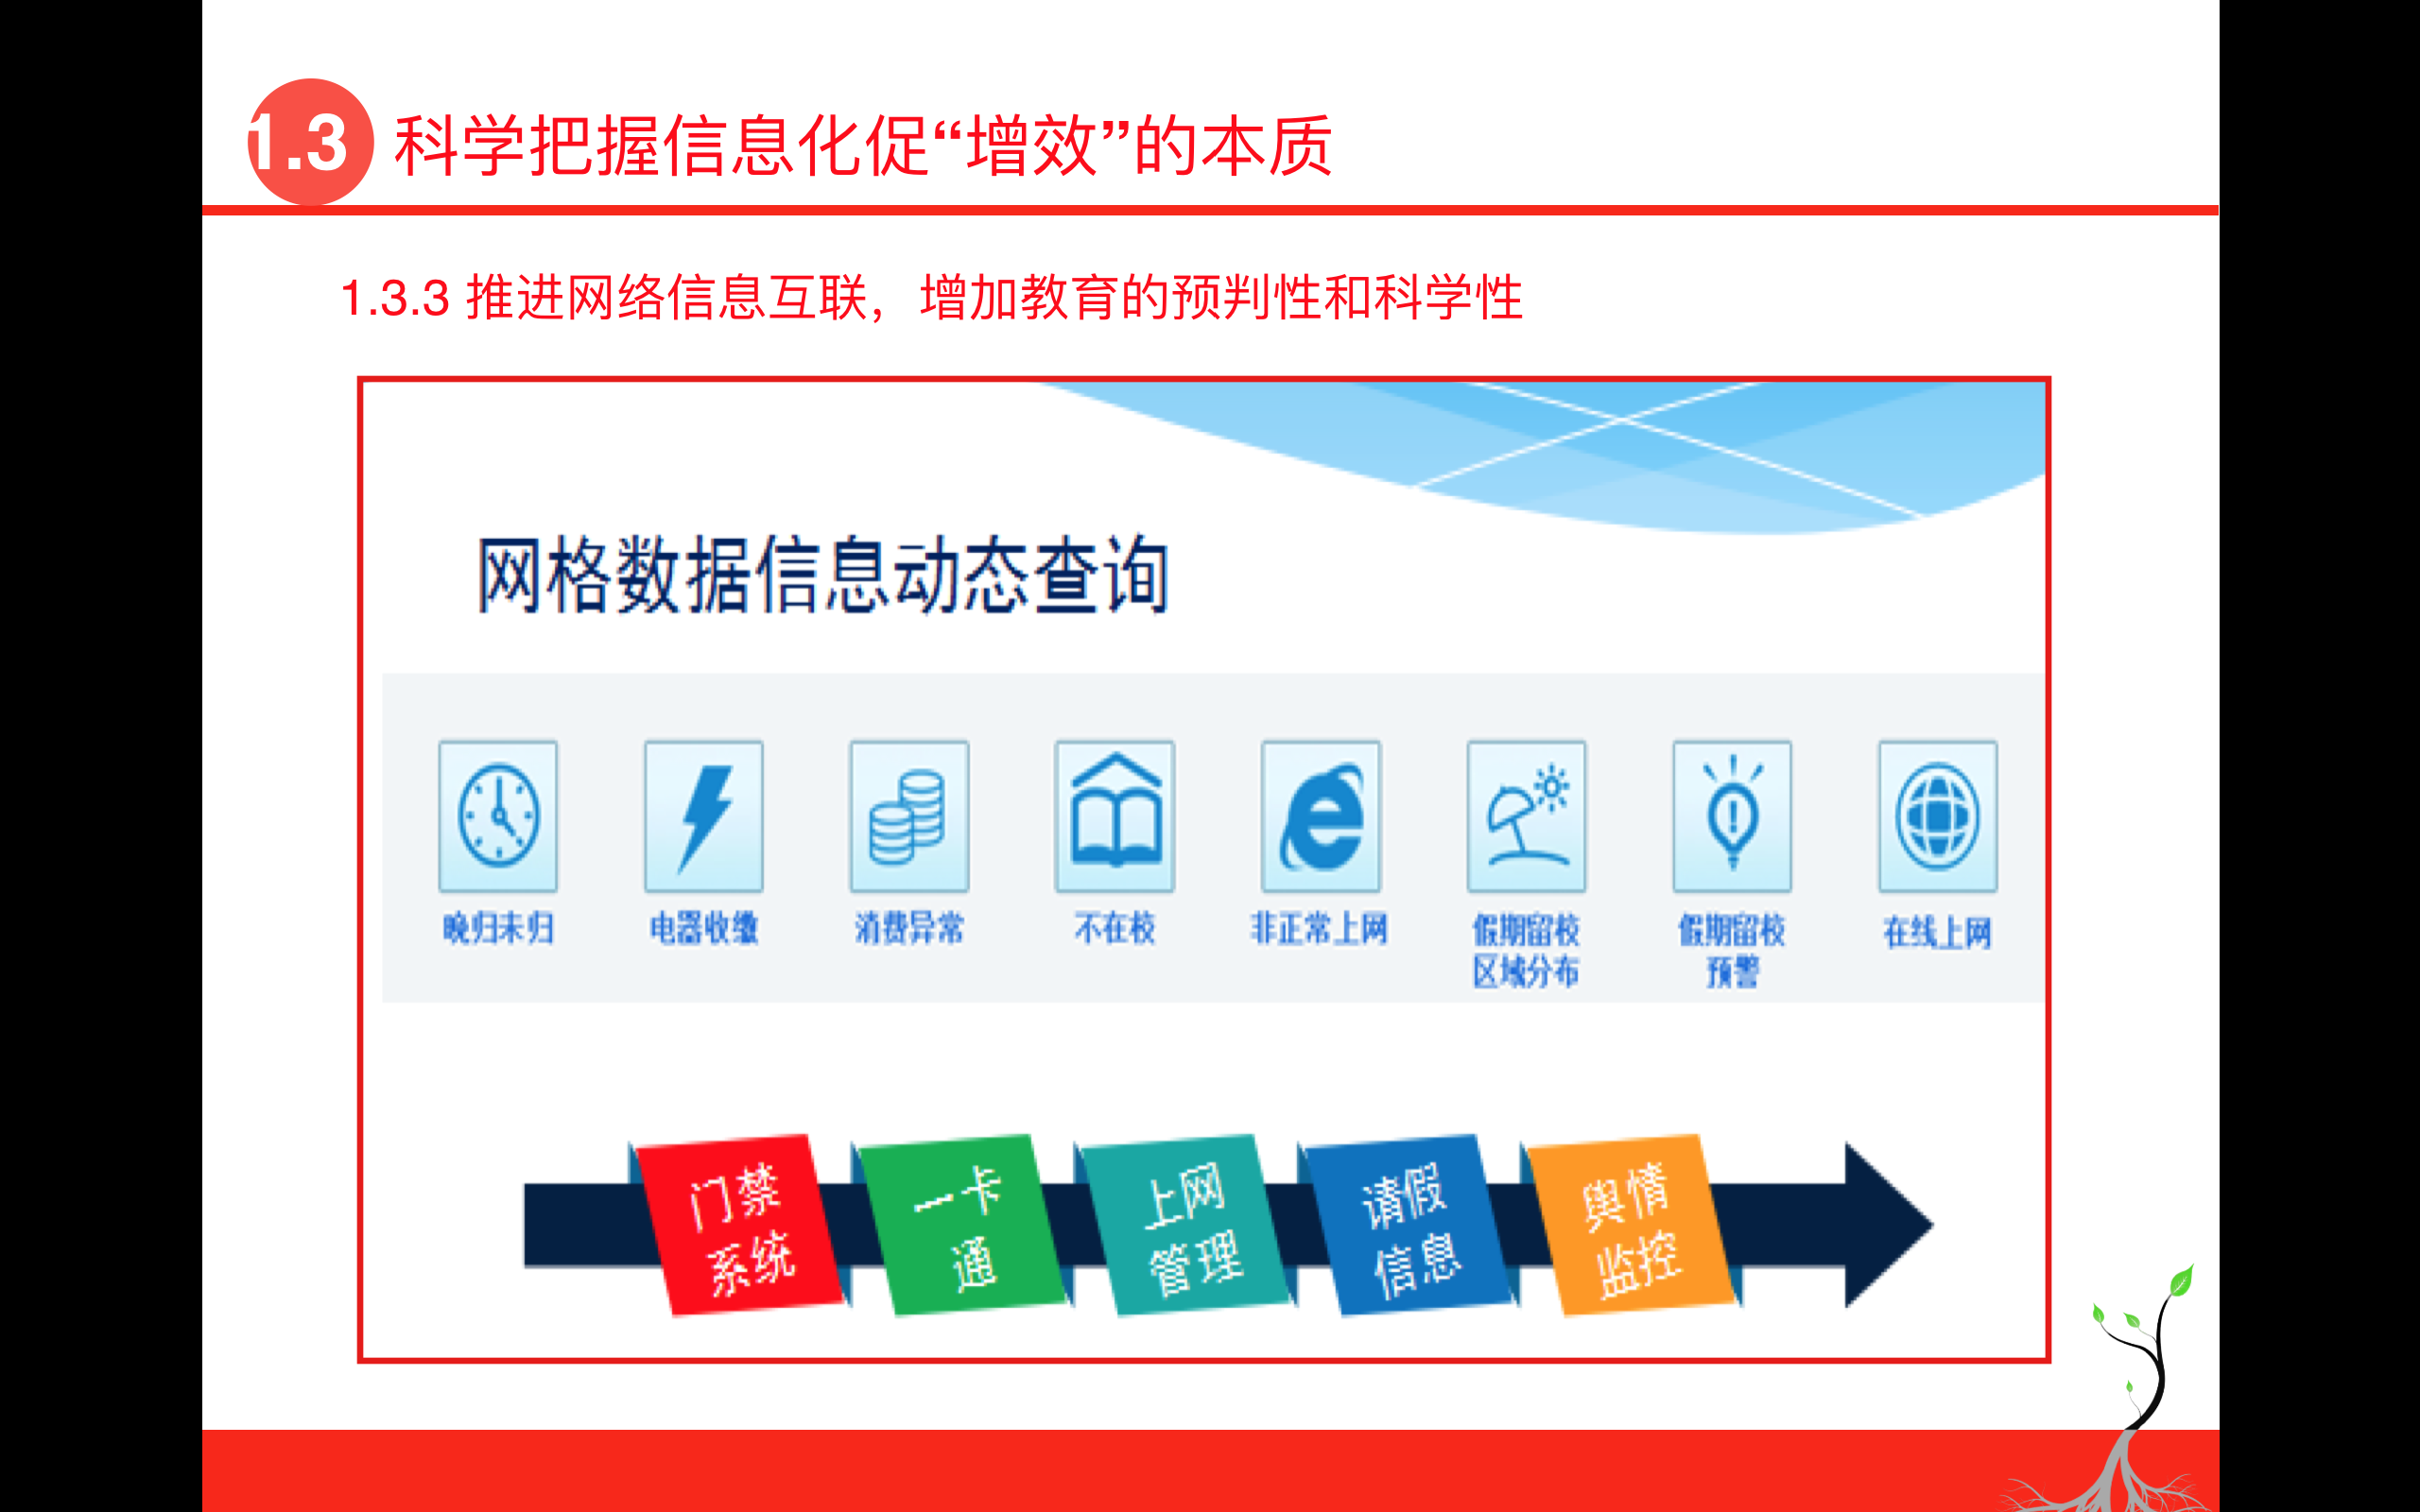 1.3 科学把握信息化促“增效”的本质
1.3.3 推进网络信息互联，增加教育的预判性和科学性
网格数据信息动态查询
晚归未归 电器收缴 消费异常 不在校 非正常上网 假期留校 假期留校 在线上网
区域分布 预警
门禁 一卡 上网 请假 舆情
系统 通 管理 信息 监控